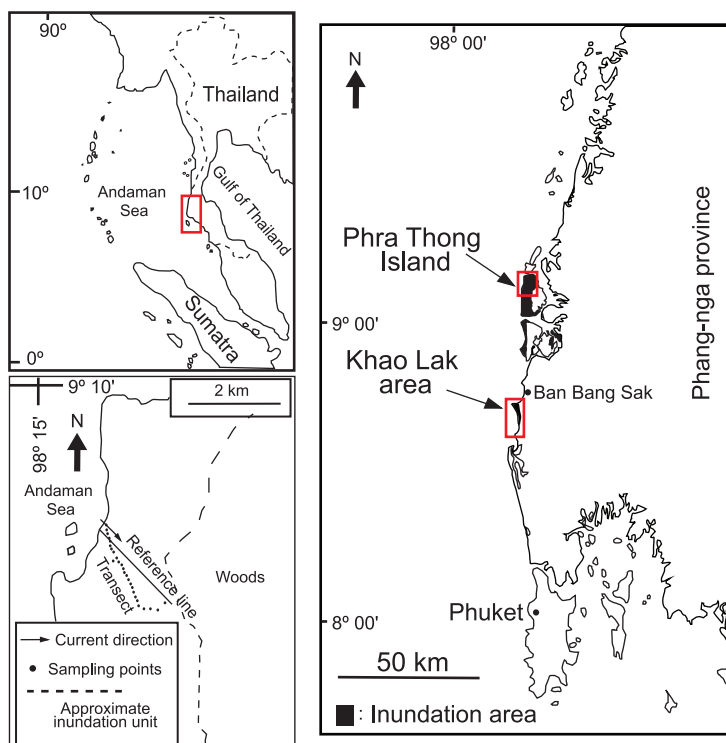 90º
Thailand
10º
Andaman
Sea
Gulf of Thailand
Sumatra
0º
9º 10'
98º 15'
2 km
N
Andaman
Sea
Reference line
Transect
Woods
Current direction
Sampling points
Approximate
inundation unit
98º 00'
N
Phra Thong
Island
9º 00'
Khao Lak
area
Ban Bang Sak
Phang-nga province
Phuket
8º 00'
50 km
: Inundation area